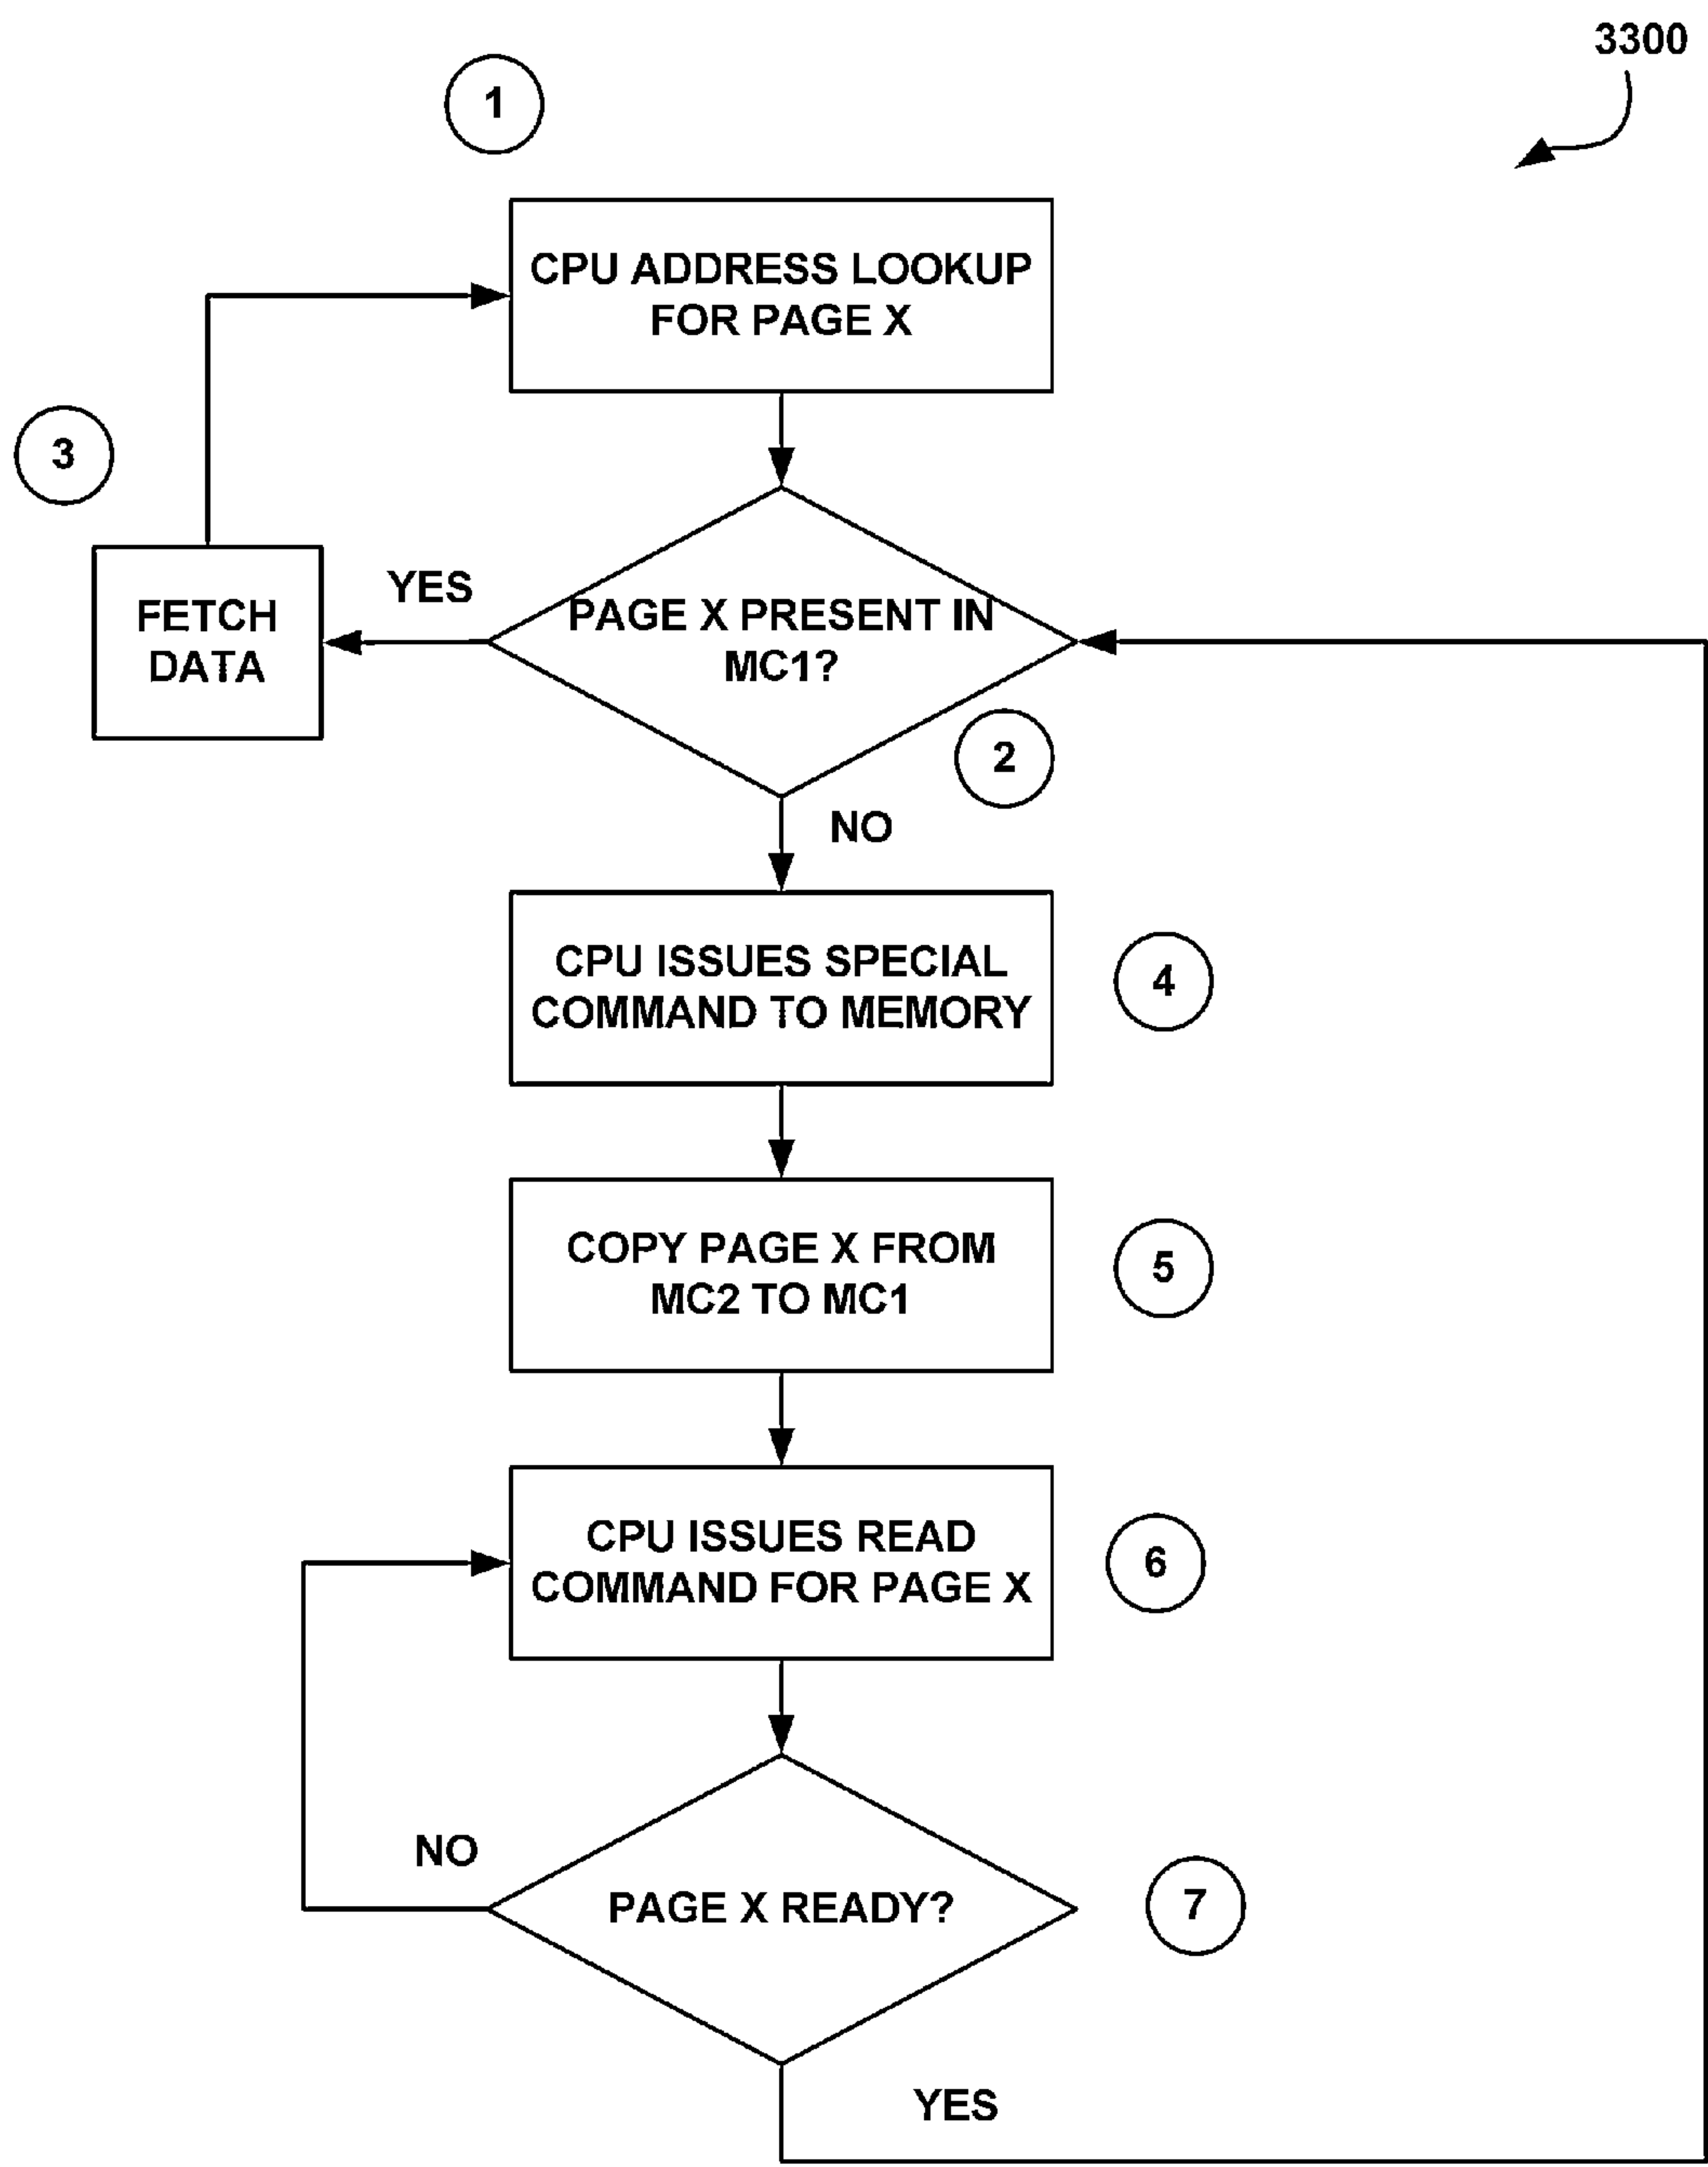 3300
1
CPU ADDRESS LOOKUP
FOR PAGE X
3
FETCH
DATA
YES
PAGE X PRESENT IN
MC1?
2
NO
CPU ISSUES SPECIAL
COMMAND TO MEMORY
4
COPY PAGE X FROM
MC2 TO MC1
5
CPU ISSUES READ
COMMAND FOR PAGE X
6
NO
PAGE X READY?
7
YES